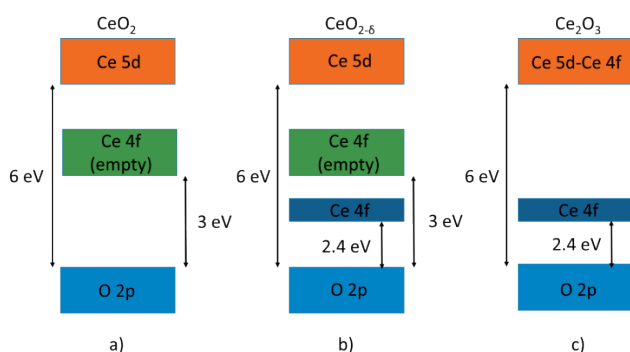 CeO2
CeO2-δ
Ce2O3
Ce 5d
Ce 5d
Ce 5d-Ce 4f
Ce 4f
(empty)
Ce 4f
(empty)
6 eV
6 eV
6 eV
3 eV
Ce 4f
3 eV
Ce 4f
2.4 eV
2.4 eV
O 2p
O 2p
O 2p
a)
b)
c)